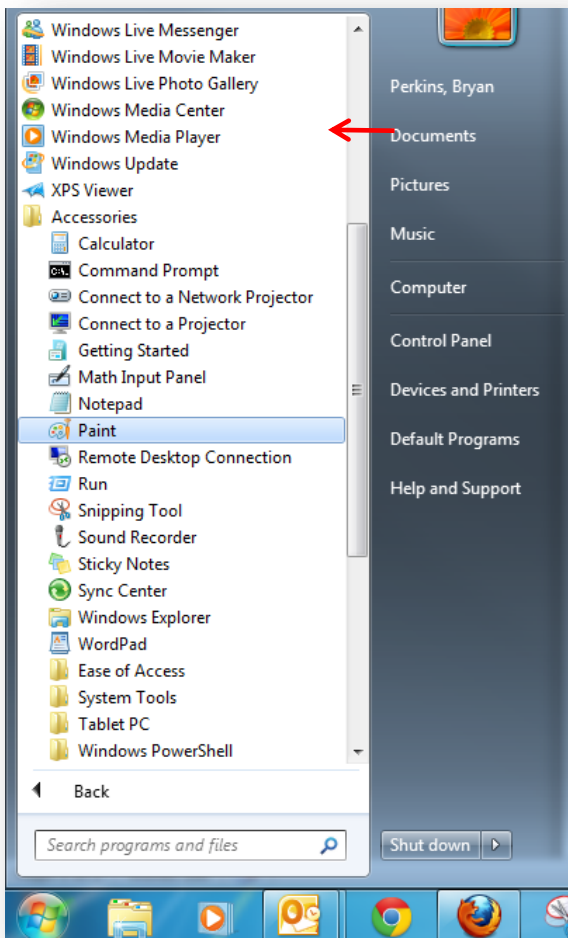 Windows Live Messenger
Windows Live Movie Maker
Windows Live Photo Gallery
Windows Media Center
Windows Media Player
Windows Update
XPS Viewer
Accessories
Calculator
Command Prompt
Connect to a Network Projector
Connect to a Projector
Getting Started
Math Input Panel
Notepad
Paint
Remote Desktop Connection
Run
Snipping Tool
Sound Recorder
Sticky Notes
Sync Center
Windows Explorer
WordPad
Ease of Access
System Tools
Tablet PC
Windows PowerShell
Back
Search programs and files
Perkins, Bryan
Documents
Pictures
Music
Computer
Control Panel
Devices and Printers
Default Programs
Help and Support
Shut down